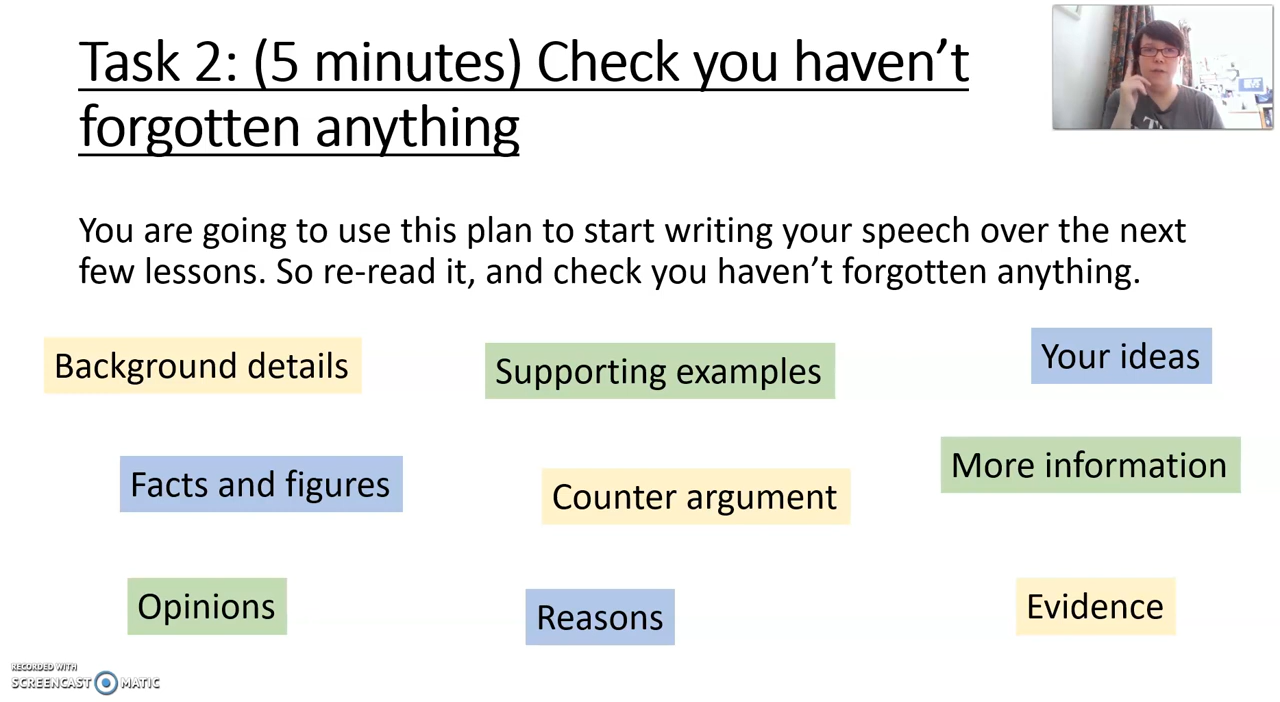 Task 2: (5 minutes) Check you haven’t
forgotten anything
You are going to use this plan to start writing your speech over the next
few lessons. So re-read it, and check you haven’t forgotten anything.
Background details
Supporting examples
Your ideas
Facts and figures
Counter argument
More information
Opinions
Reasons
Evidence
RECORDED WITH
SCREENCAST MATIC